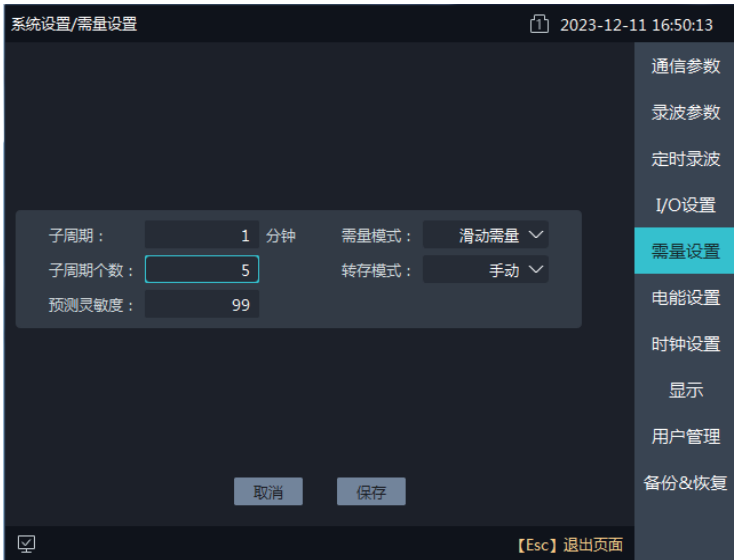 系统设置/需量设置
1 2023-12-11 16:50:13
通信参数
录波参数
定时录波
I/O设置
需量设置
电能设置
时钟设置
显示
用户管理
备份&恢复
子周期： 1 分钟 需量模式： 滑动需量
子周期个数： 5 转存模式： 手动
预测灵敏度： 99
取消 保存
【Esc】退出页面